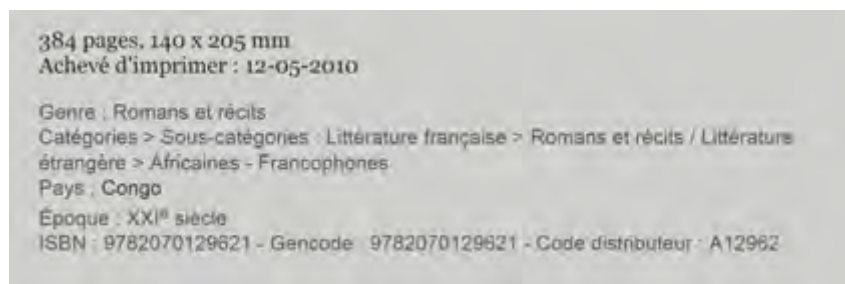 384 pages, 140 x 205 mm
Achevé d'imprimer : 12-05-2010
Genre : Romans et récits
Catégories > Sous-catégories : Littérature française > Romans et récits / Littérature
étrangère > Africaines - Francophones
Pays : Congo
Époque : XXIe siècle
ISBN : 9782070129621 - Gencode : 9782070129621 - Code distributeur : A12962